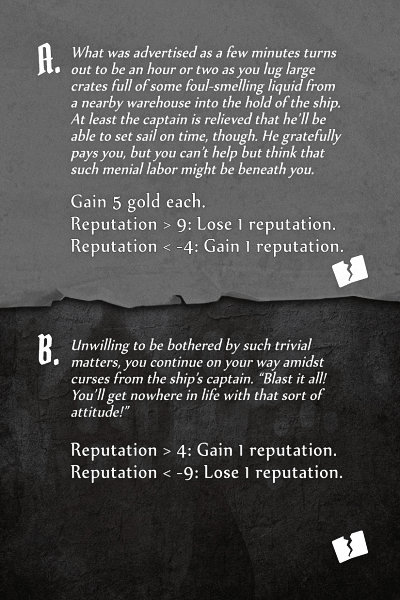 A. What was advertised as a few minutes turns
out to be an hour or two as you lug large
crates full of some foul-smelling liquid from
a nearby warehouse into the hold of the ship.
At least the captain is relieved that he'll be
able to set sail on time, though. He gratefully
pays you, but you can't help but think that
such menial labor might be beneath you.
Gain 5 gold each.
Reputation > 9: Lose 1 reputation.
Reputation < -4: Gain 1 reputation.
B. Unwilling to be bothered by such trivial
matters, you continue on your way amidst
curses from the ship's captain. “Blast it all!
You'll get nowhere in life with that sort of
attitude!”
Reputation > 4: Gain 1 reputation.
Reputation < -9: Lose 1 reputation.